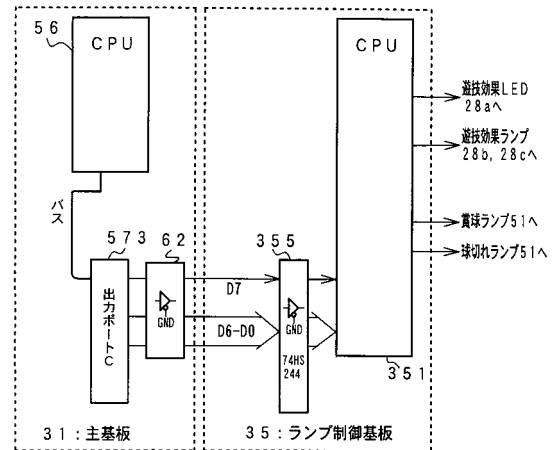 56
CPU
バス
573
出力ポートC
62
GND
D7
D6-D0
31:主基板
355
GND
74HS
244
CPU
351
35:ランプ制御基板
遊技効果LED
28aへ
遊技効果ランプ
28b, 28cへ
賞球ランプ51へ
球切れランプ51へ